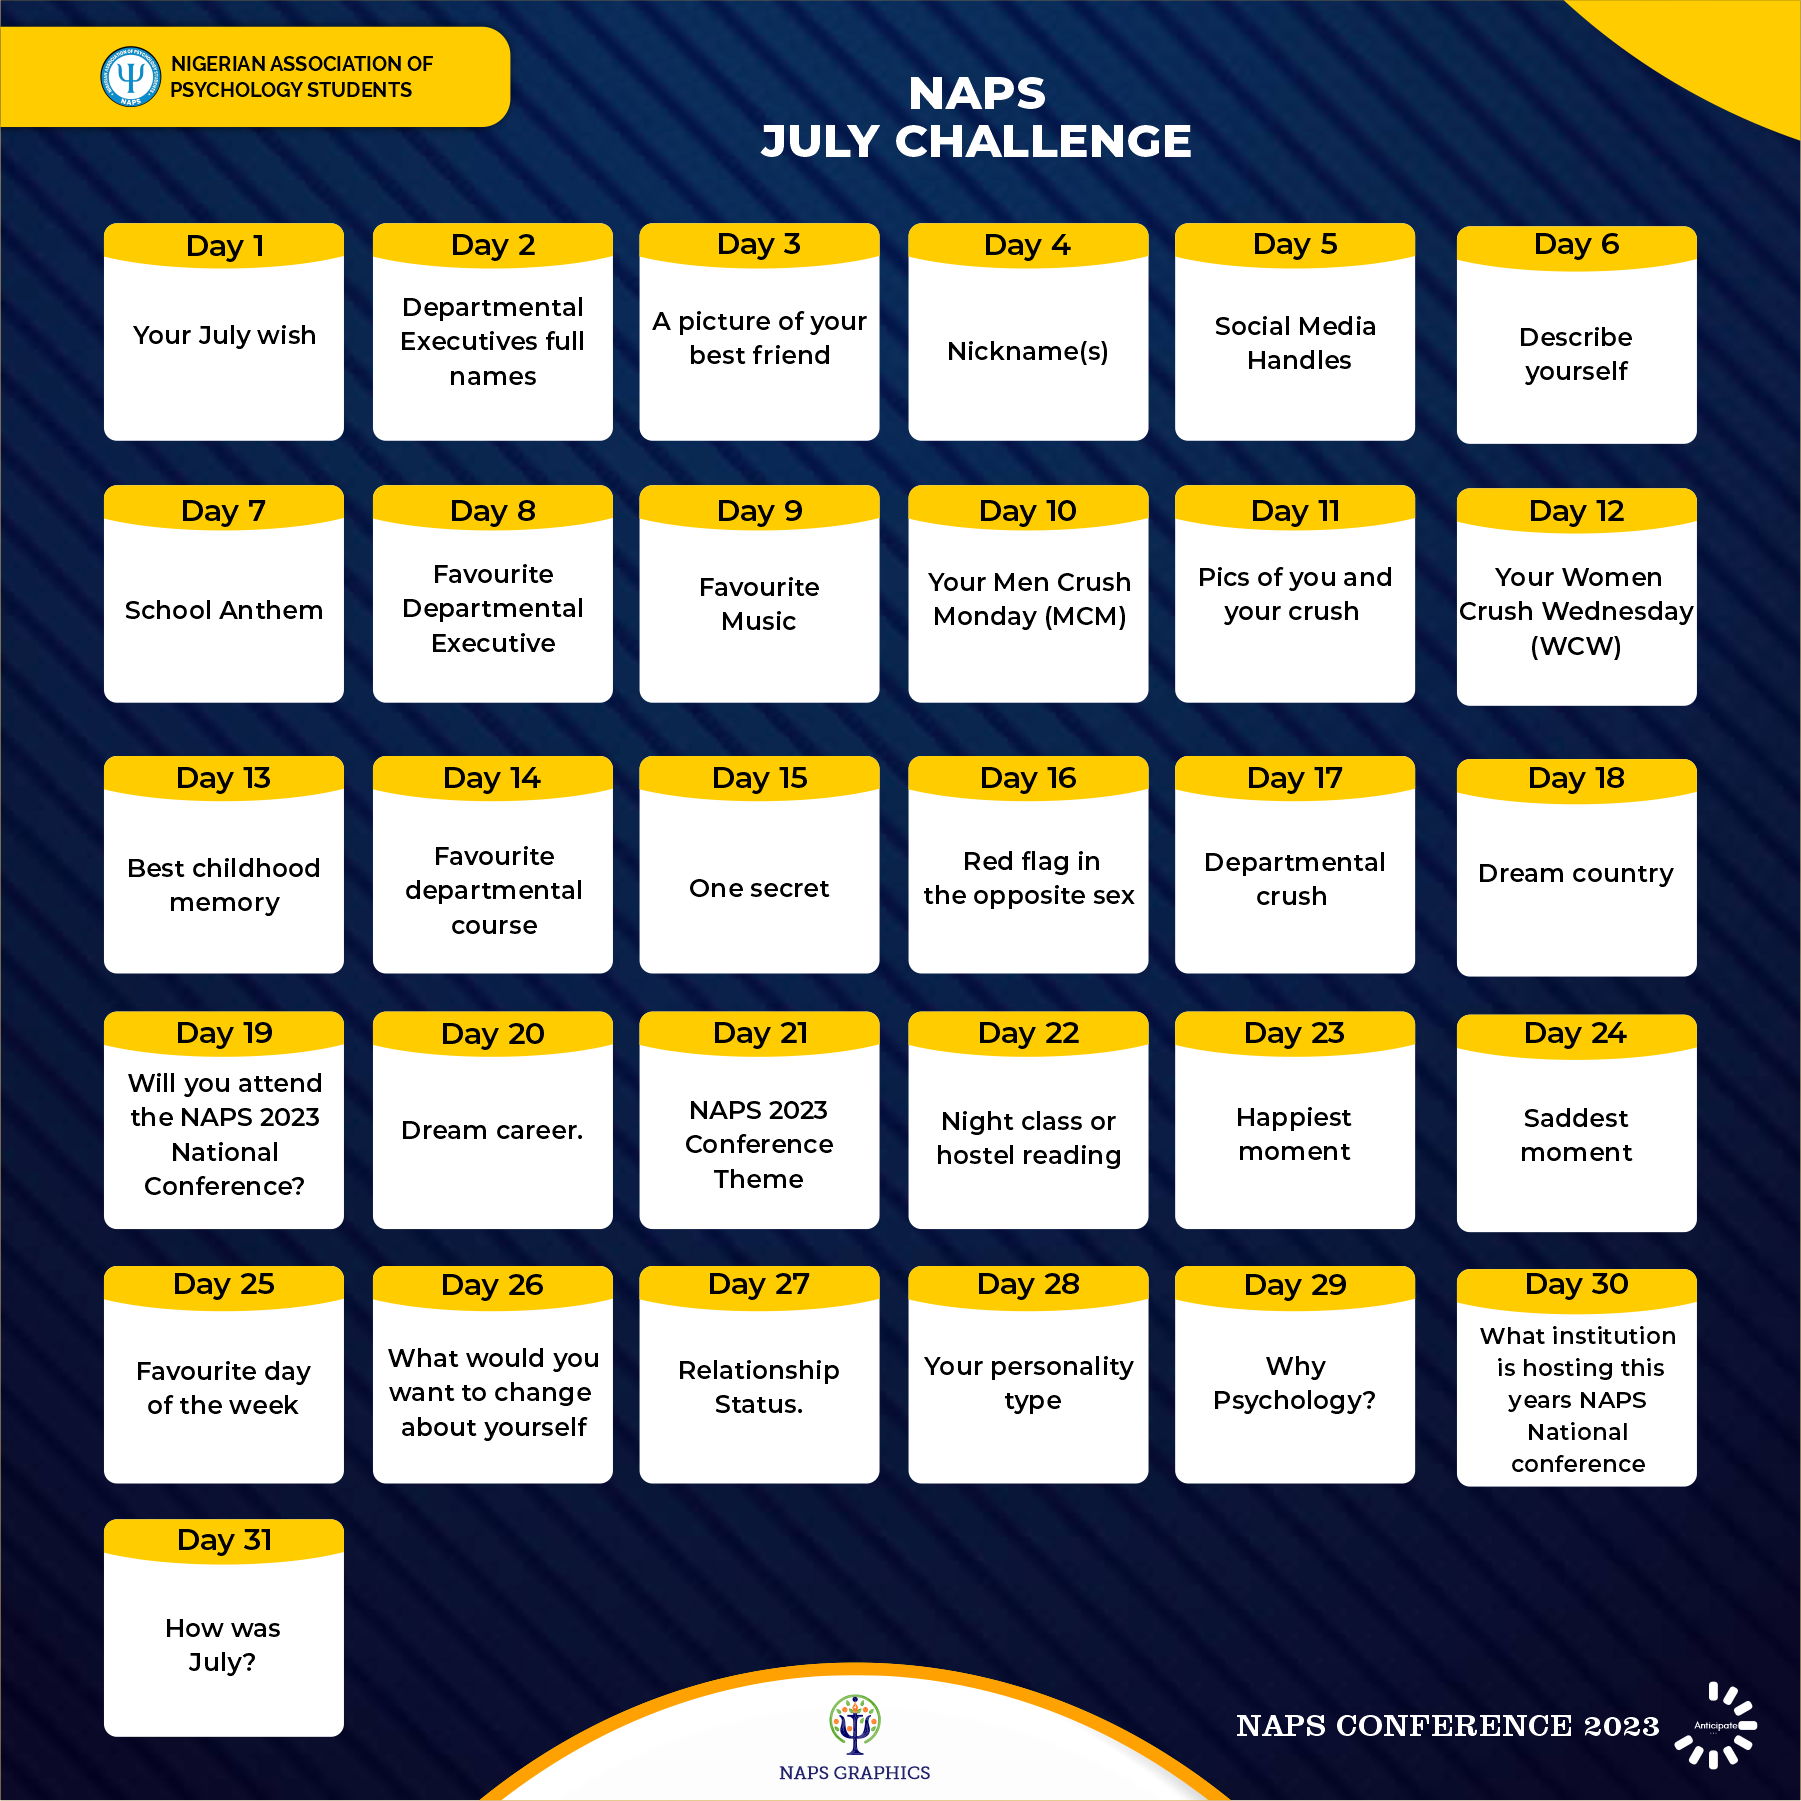 NIGERIAN ASSOCIATION OF
PSYCHOLOGY STUDENTS
NAPS
JULY CHALLENGE
Day 1
Your July wish
Day 2
Departmental
Executives full
names
Day 3
A picture of your
best friend
Day 4
Nickname(s)
Day 5
Social Media
Handles
Day 6
Describe
yourself
Day 7
School Anthem
Day 8
Favourite
Departmental
Executive
Day 9
Favourite
Music
Day 10
Your Men Crush
Monday (MCM)
Day 11
Pics of you and
your crush
Day 12
Your Women
Crush Wednesday
(WCW)
Day 13
Best childhood
memory
Day 14
Favourite
departmental
course
Day 15
One secret
Day 16
Red flag in
the opposite sex
Day 17
Departmental
crush
Day 18
Dream country
Day 19
Will you attend
the NAPS 2023
National
Conference?
Day 20
Dream career.
Day 21
NAPS 2023
Conference
Theme
Day 22
Night class or
hostel reading
Day 23
Happiest
moment
Day 24
Saddest
moment
Day 25
Favourite day
of the week
Day 26
What would you
want to change
about yourself
Day 27
Relationship
Status.
Day 28
Your personality
type
Day 29
Why
Psychology?
Day 30
What institution
is hosting this
years NAPS
National
conference
Day 31
How was
July?
NAPS GRAPHICS
NAPS CONFERENCE 2023
Anticipate
...